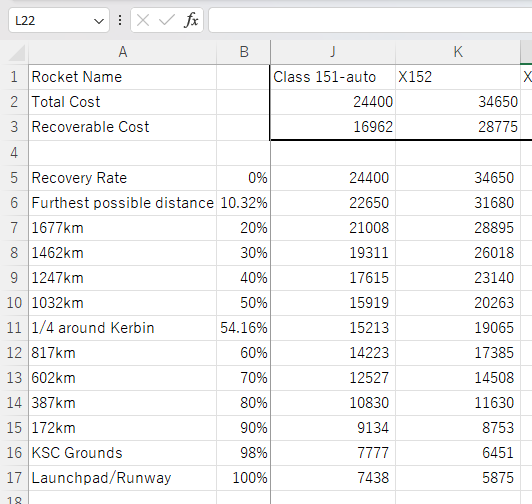 L22 fx
A B J K
1 Rocket Name Class 151-auto X152 X
2 Total Cost 24400 34650
3 Recoverable Cost 16962 28775
4
5 Recovery Rate 0% 24400 34650
6 Furthest possible distance 10.32% 22650 31680
7 1677km 20% 21008 28895
8 1462km 30% 19311 26018
9 1247km 40% 17615 23140
10 1032km 50% 15919 20263
11 1/4 around Kerbin 54.16% 15213 19065
12 817km 60% 14223 17385
13 602km 70% 12527 14508
14 387km 80% 10830 11630
15 172km 90% 9134 8753
16 KSC Grounds 98% 7777 6451
17 Launchpad/Runway 100% 7438 5875
18